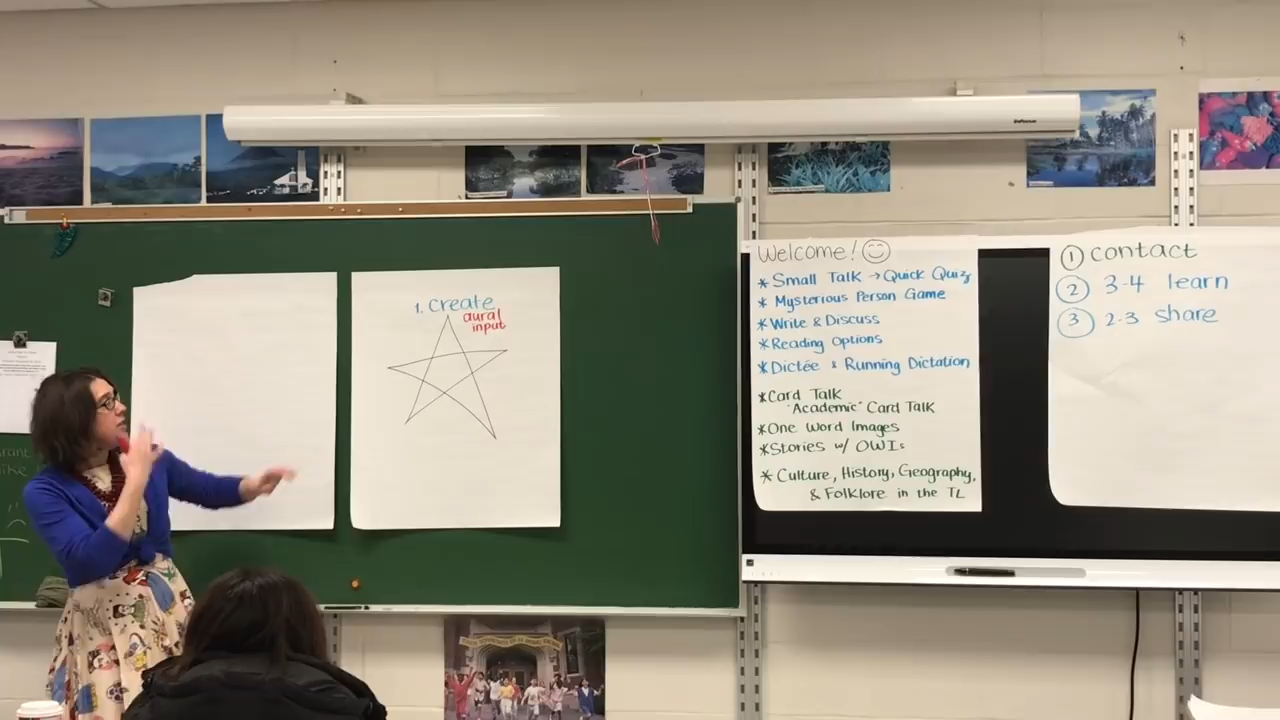 1. Create
aural
input
Welcome!
* Small Talk → Quick Quiz
* Mysterious Person Game
* Write & Discuss
* Reading Options
* Dictée & Running Dictation
* Card Talk
"Academic" Card Talk
* One Word Images
* Stories w/ OWIs
* Culture, History, Geography,
& Folklore in the TL
1 contact
2 3-4 learn
3 2-3 share